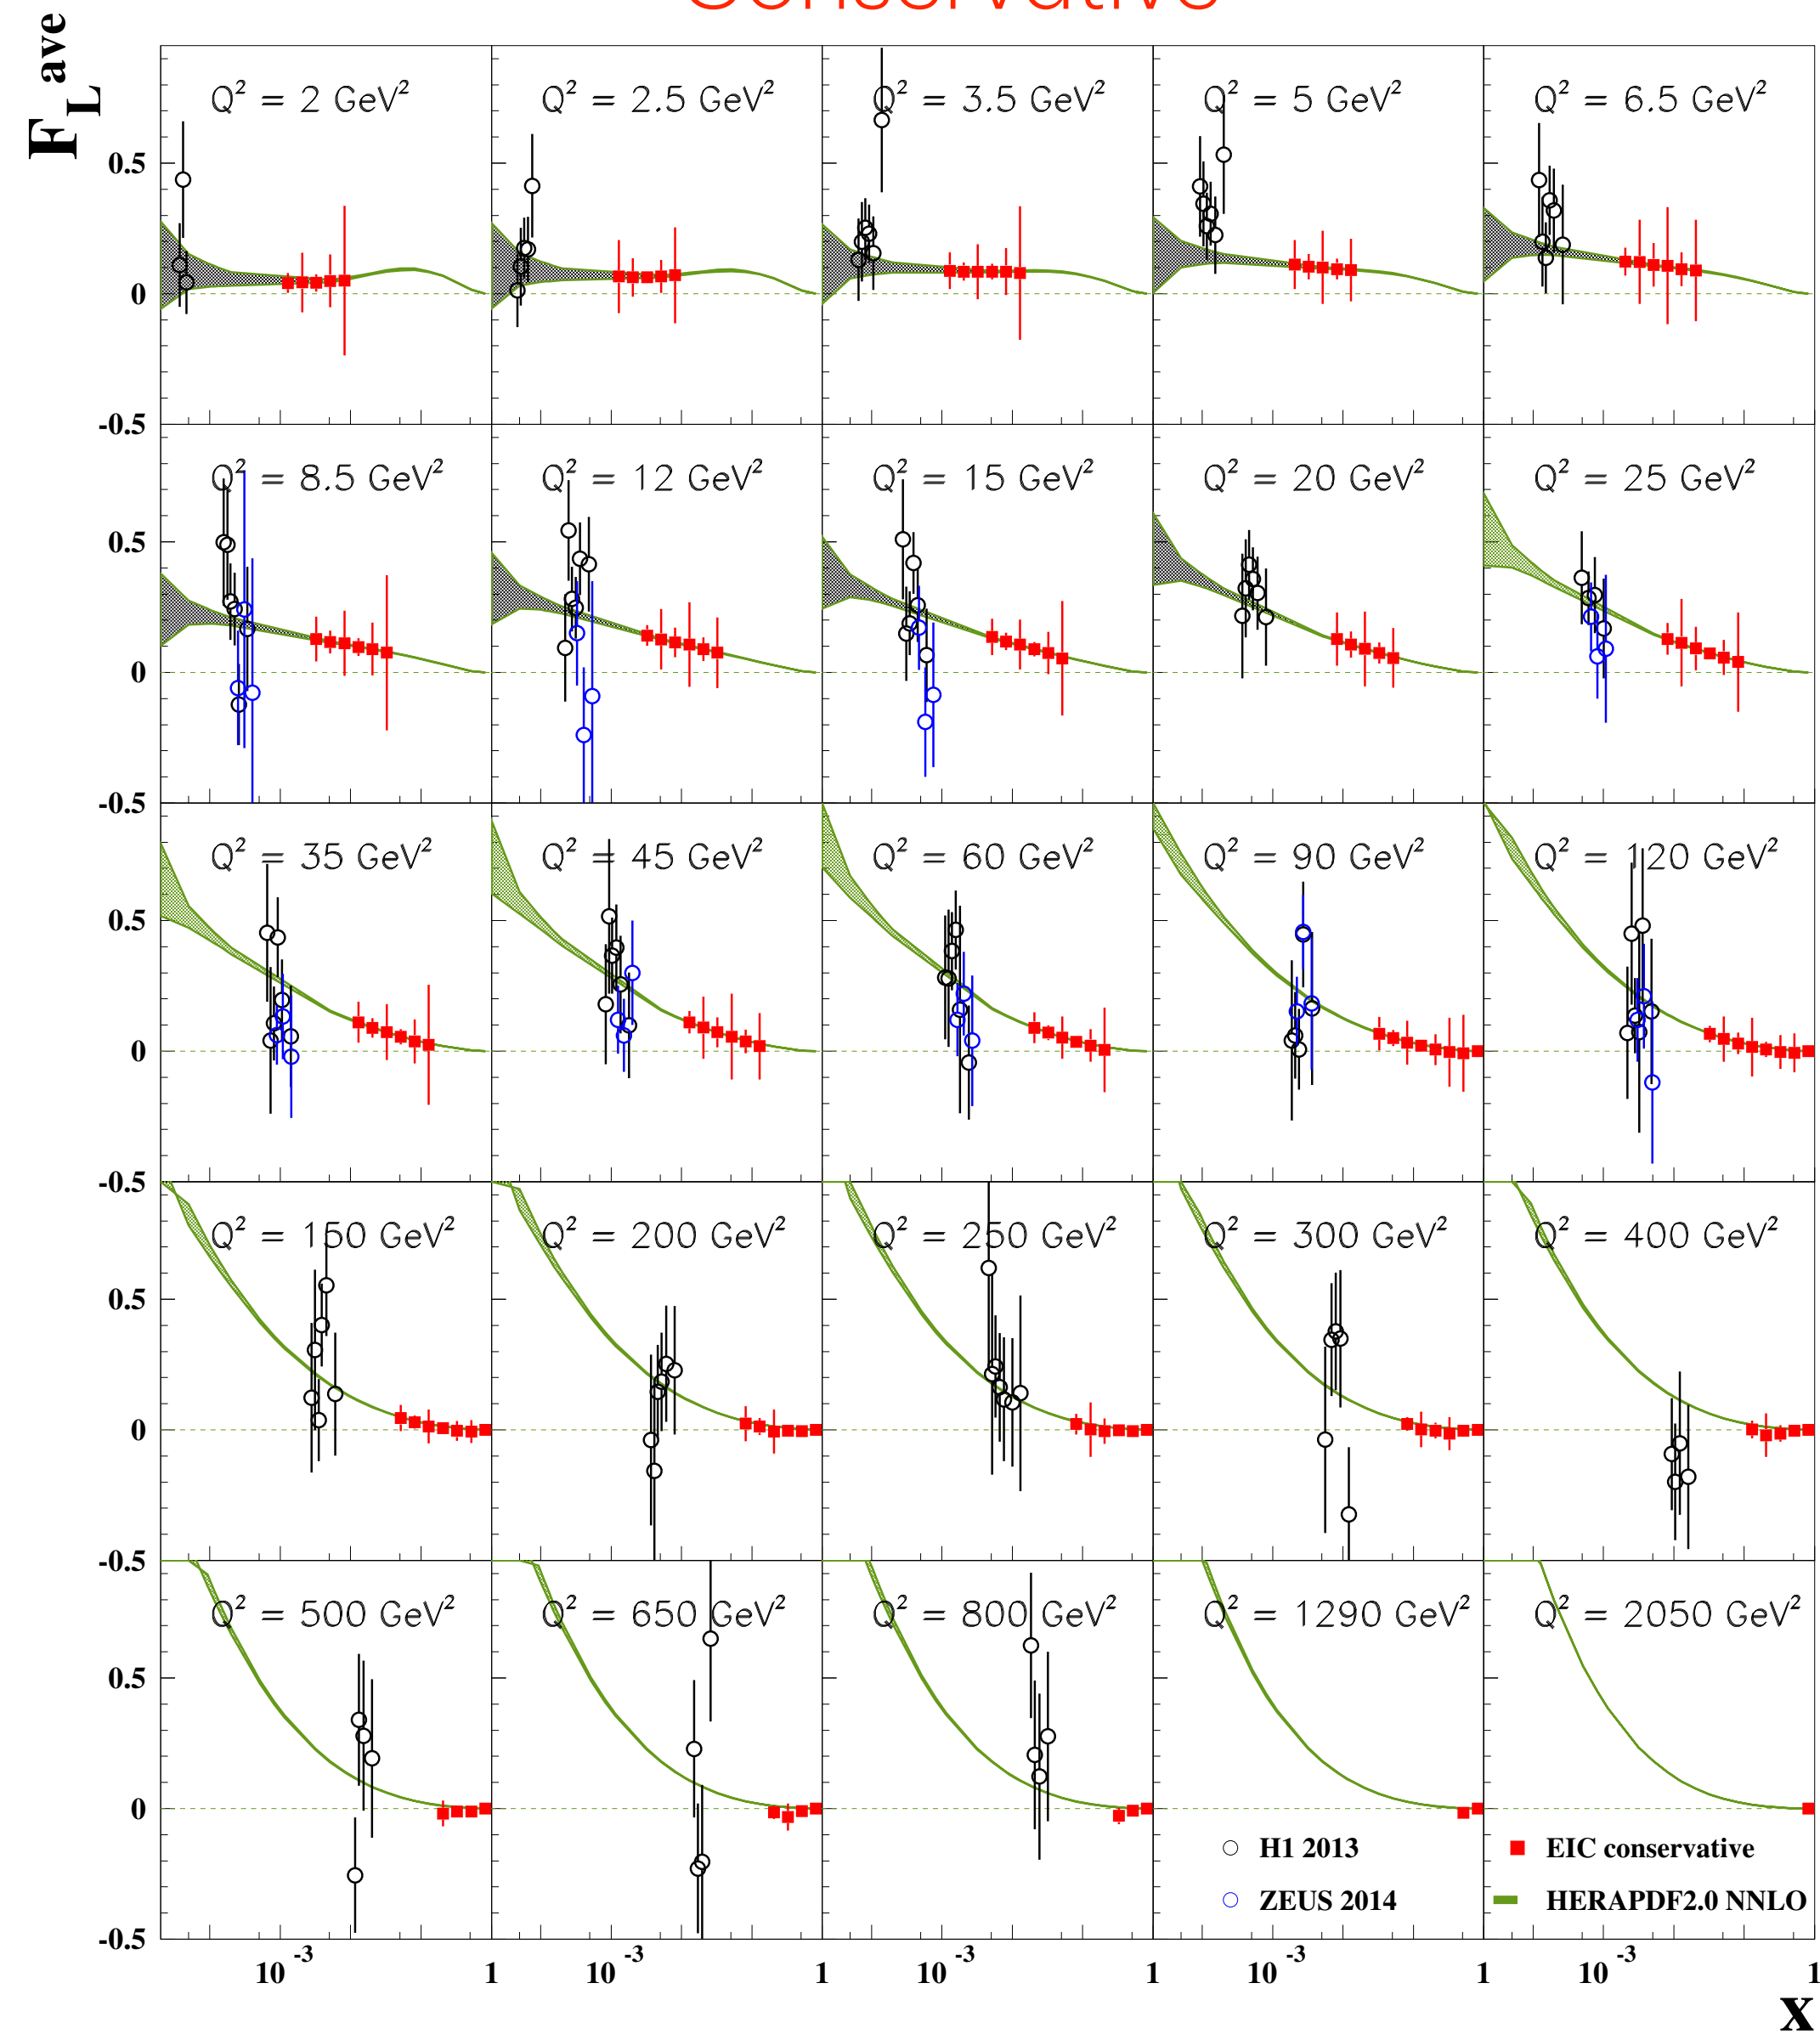 Conservative
F_L^ave
Q² = 2 GeV²
Q² = 2.5 GeV²
Q² = 3.5 GeV²
Q² = 5 GeV²
Q² = 6.5 GeV²
0.5
0
-0.5
Q² = 8.5 GeV²
Q² = 12 GeV²
Q² = 15 GeV²
Q² = 20 GeV²
Q² = 25 GeV²
0.5
0
-0.5
Q² = 35 GeV²
Q² = 45 GeV²
Q² = 60 GeV²
Q² = 90 GeV²
Q² = 120 GeV²
0.5
0
-0.5
Q² = 150 GeV²
Q² = 200 GeV²
Q² = 250 GeV²
Q² = 300 GeV²
Q² = 400 GeV²
0.5
0
-0.5
Q² = 500 GeV²
Q² = 650 GeV²
Q² = 800 GeV²
Q² = 1290 GeV²
Q² = 2050 GeV²
0.5
0
-0.5
H1 2013
EIC conservative
ZEUS 2014
HERAPDF2.0 NNLO
10⁻³ 1 10⁻³ 1 10⁻³ 1 10⁻³ 1 10⁻³ 1
x